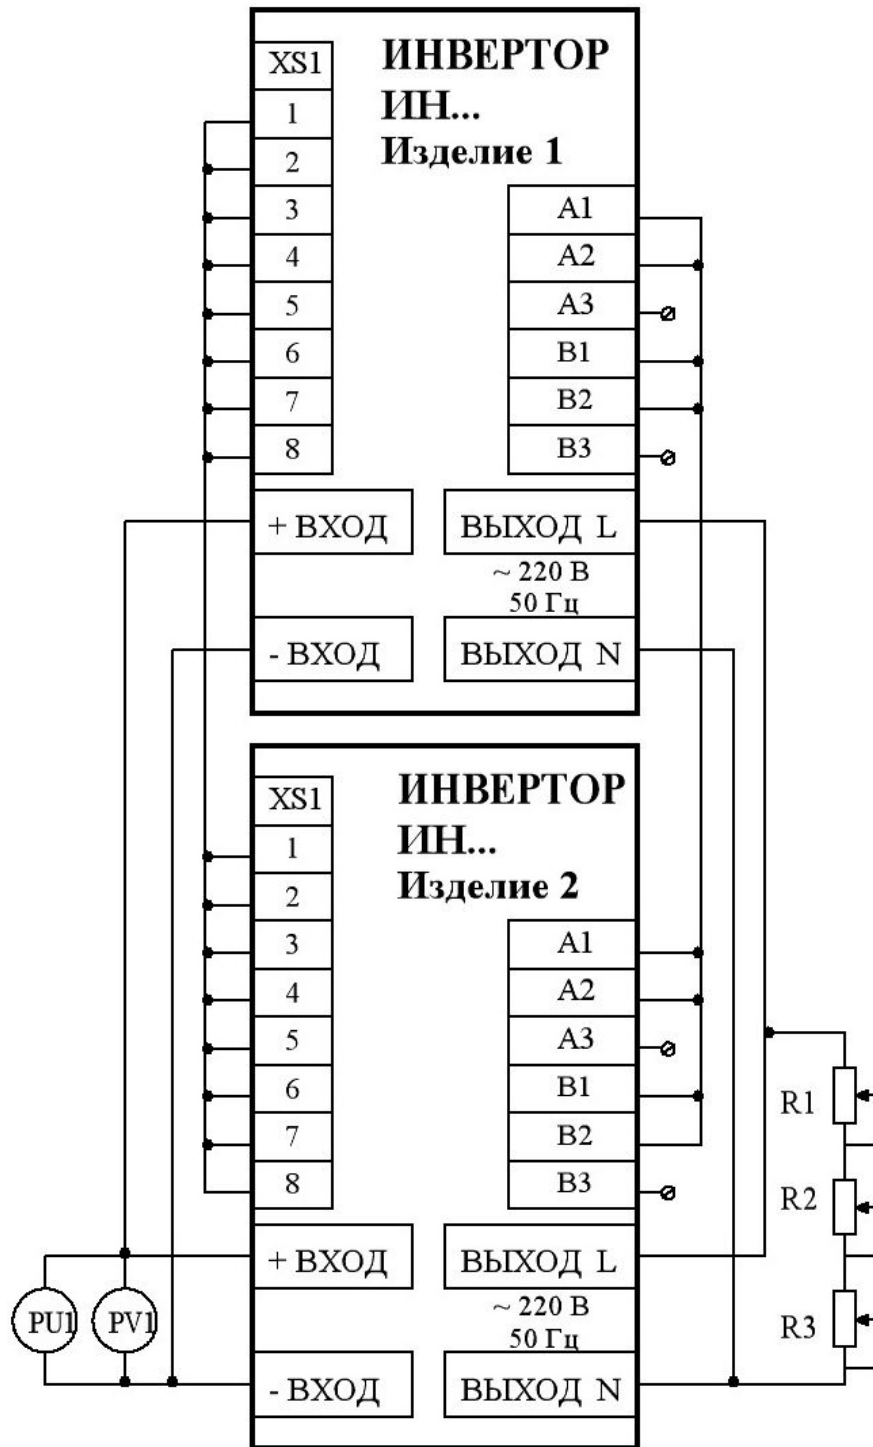 XS1
ИНВЕРТОР
ИН...
Изделие 1
1
2
3
4
5
6
7
8
A1
A2
A3
B1
B2
B3
+ ВХОД
ВЫХОД L
~ 220 В
50 Гц
- ВХОД
ВЫХОД N
XS1
ИНВЕРТОР
ИН...
Изделие 2
1
2
3
4
5
6
7
8
A1
A2
A3
B1
B2
B3
R1
R2
R3
+ ВХОД
ВЫХОД L
~ 220 В
50 Гц
- ВХОД
ВЫХОД N
PU1
PV1